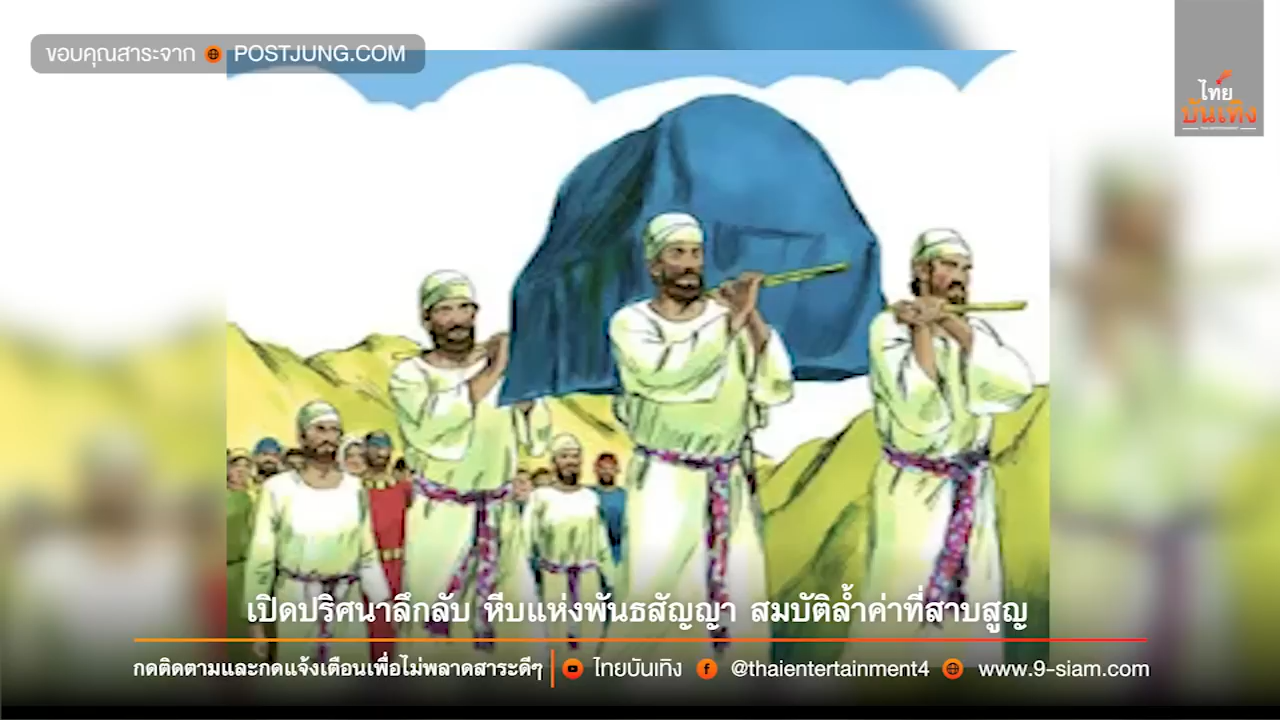 ขอบคุณสาระจาก POSTJUNG.COM
ไทย
บันเทิง
เปิดปริศนาลึกลับ หีบแห่งพันธสัญญา สมบัติล้ำค่าที่สาบสูญ
กดติดตามและกดแจ้งเตือนเพื่อไม่พลาดสาระดีๆ ไทยบันเทิง @thaientertainment4 www.9-siam.com